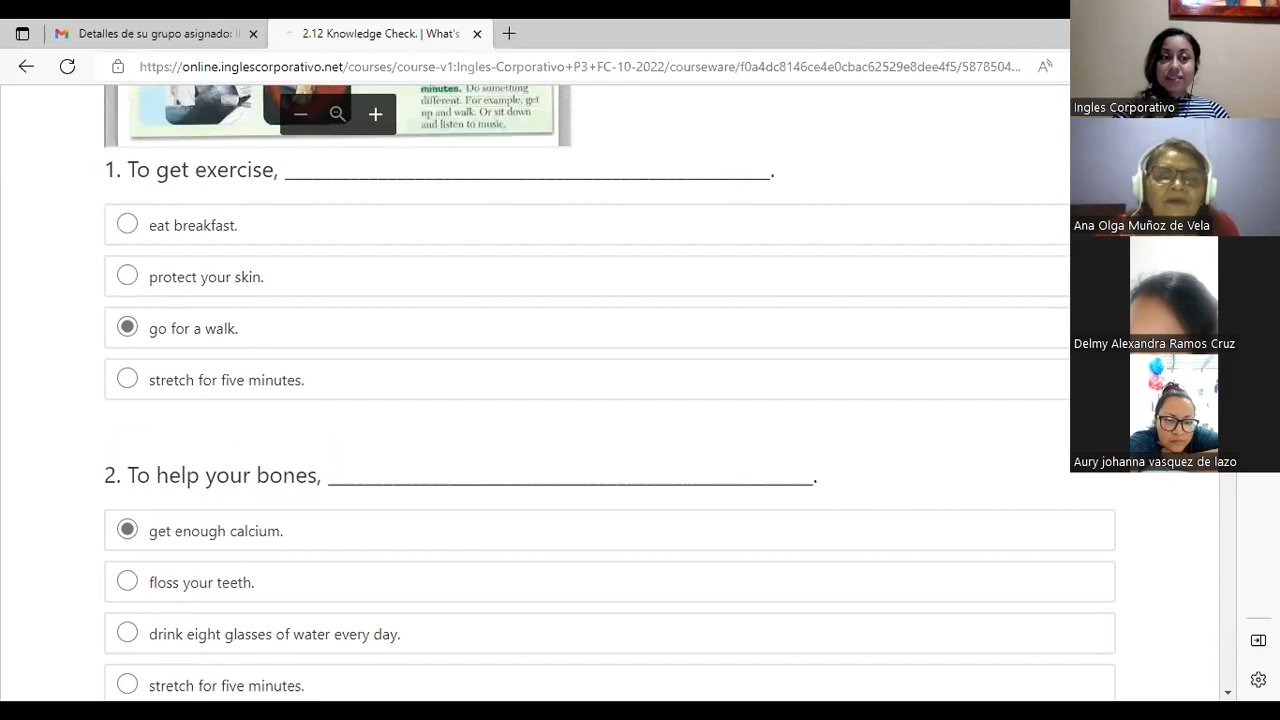 Detalles de su grupo asignado: I
2.12 Knowledge Check. | What's
https://online.inglescorporativo.net/courses/course-v1:Ingles-Corporativo+P3+FC-10-2022/courseware/f0a4dc8146ce4e0cbac62529e8dee4f5/5878504...
minutes. Do something
different. For example, get
up and walk. Or sit down
and listen to music.
1. To get exercise, ________________________________________________.
eat breakfast.
protect your skin.
go for a walk.
stretch for five minutes.
2. To help your bones, ________________________________________________.
get enough calcium.
floss your teeth.
drink eight glasses of water every day.
stretch for five minutes.
Ingles Corporativo
Ana Olga Muñoz de Vela
Delmy Alexandra Ramos Cruz
Aury johanna vasquez de lazo